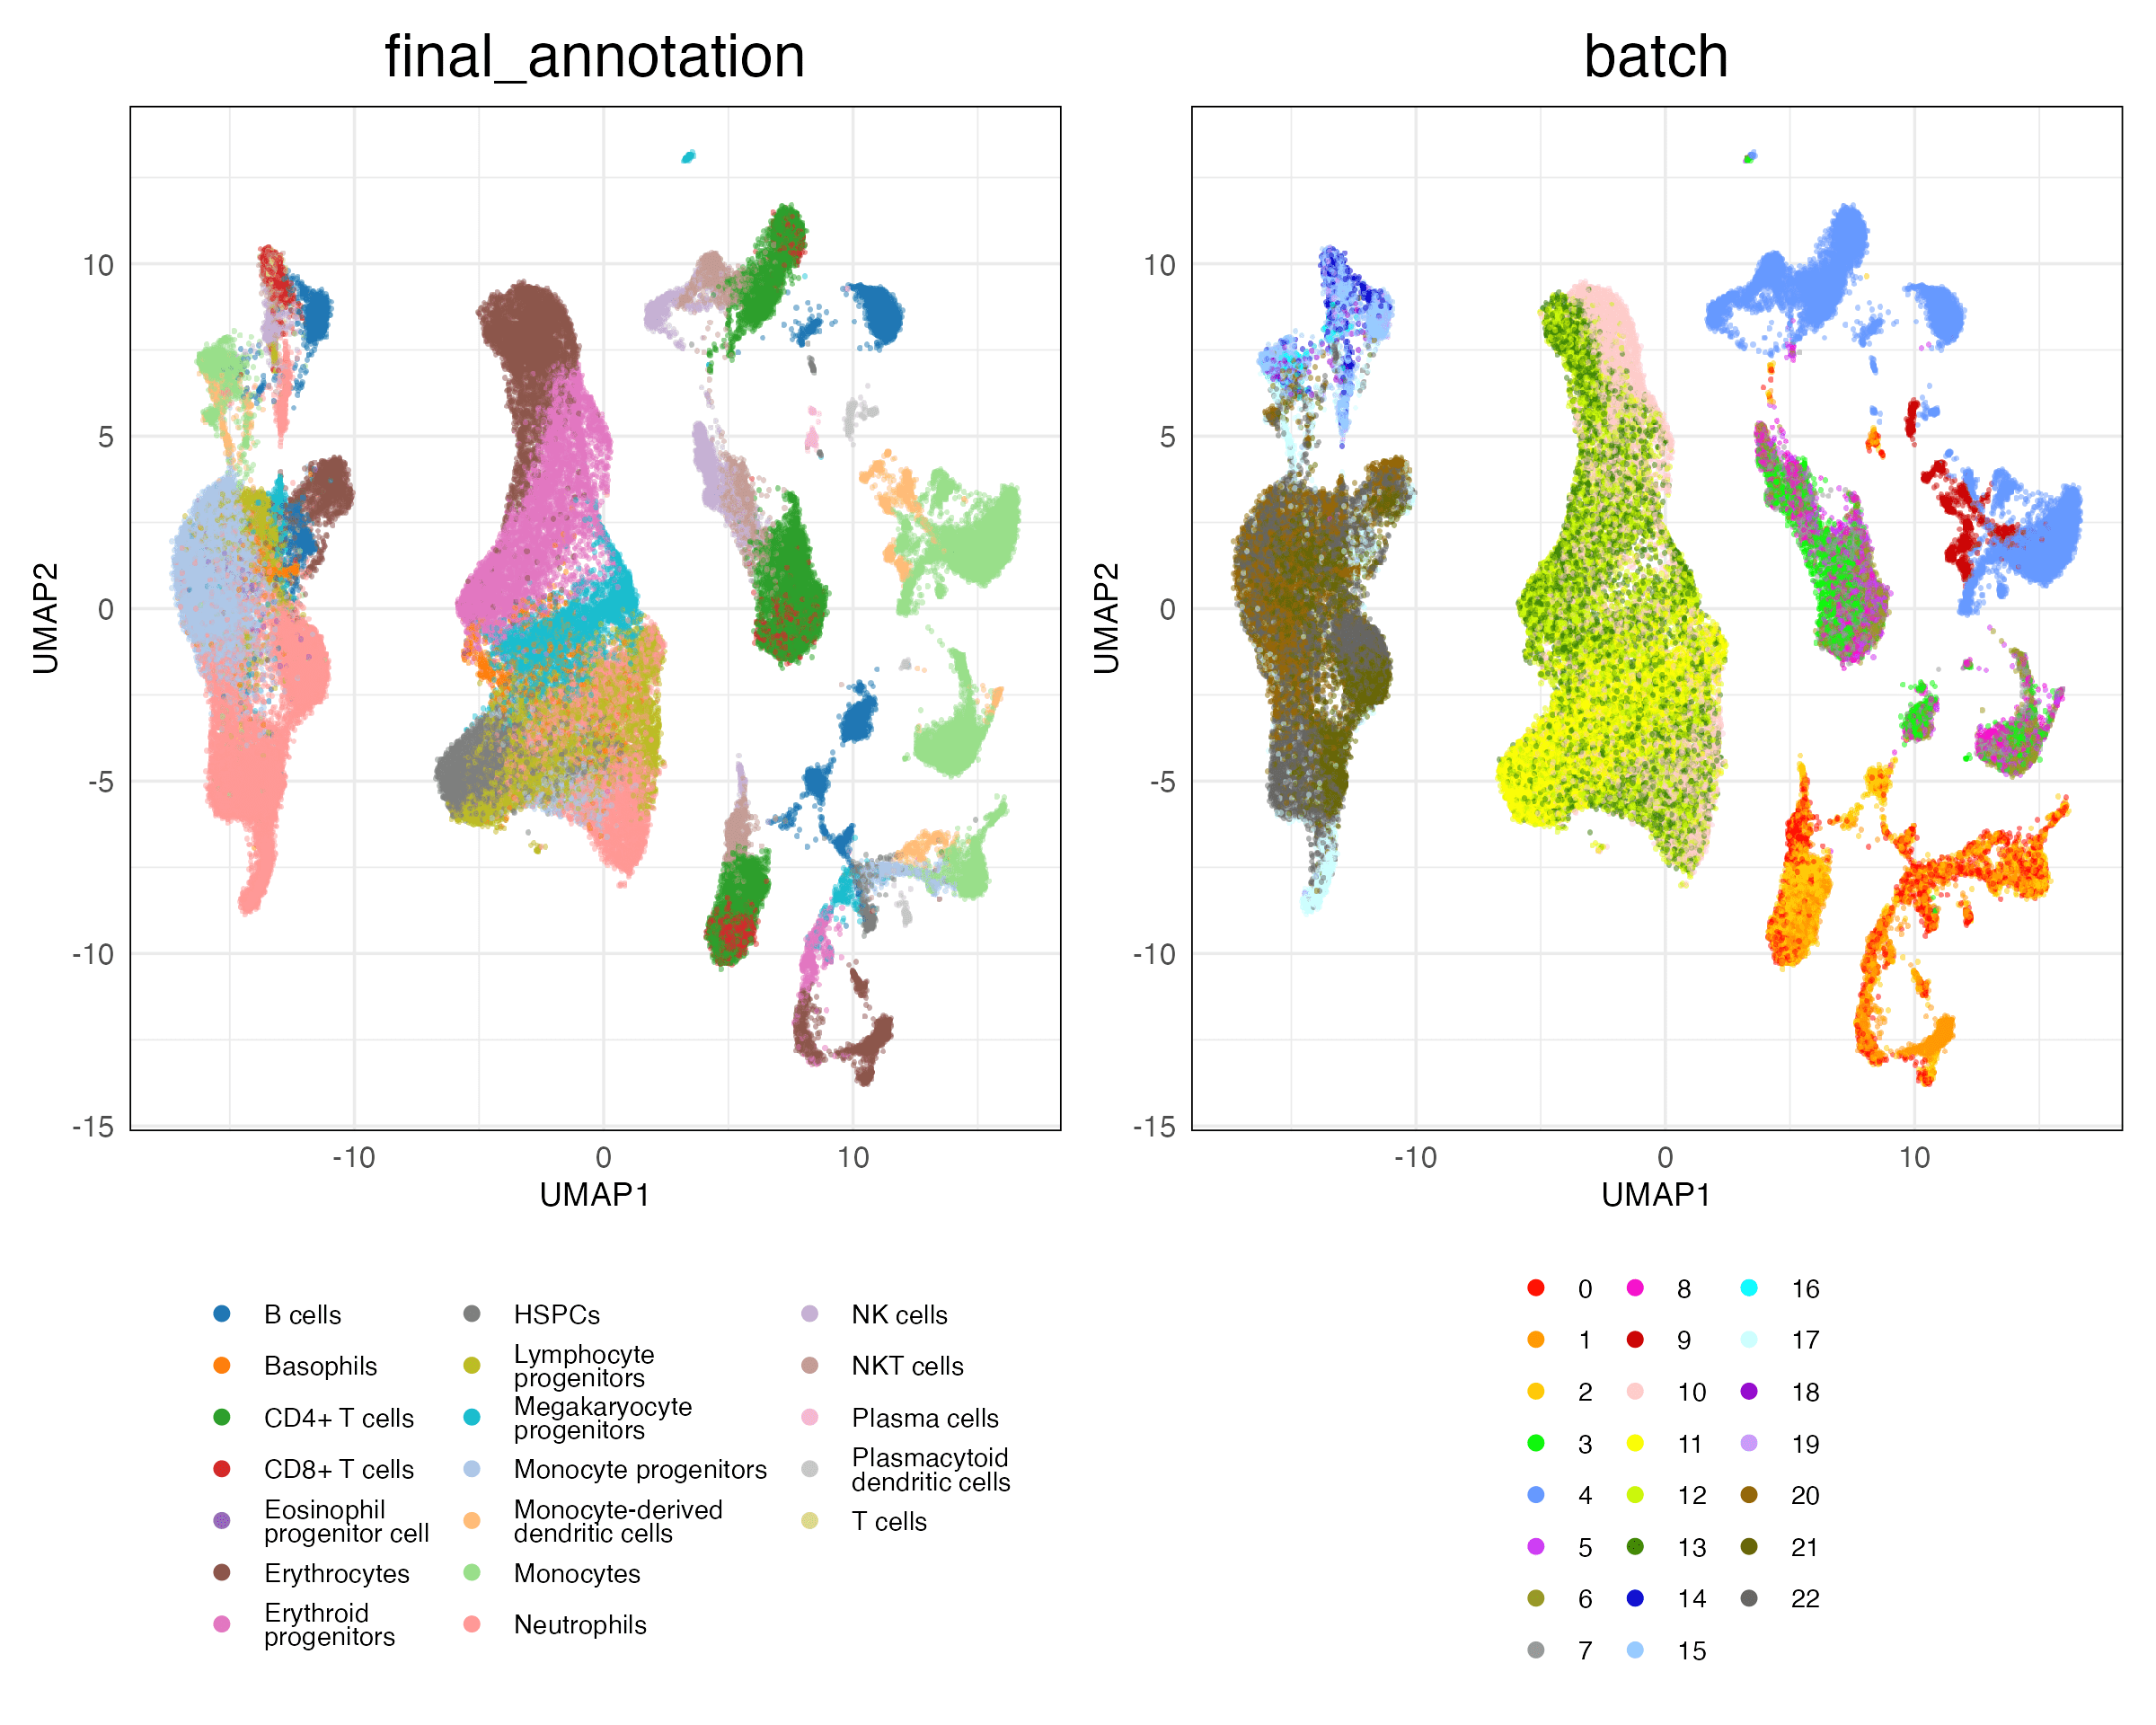 final_annotation
batch
10
5
0
-5
-10
-15
UMAP2
-10
0
10
UMAP1
10
5
0
-5
-10
-15
UMAP2
-10
0
10
UMAP1
B cells
Basophils
CD4+ T cells
CD8+ T cells
Eosinophil
progenitor cell
Erythrocytes
Erythroid
progenitors
HSPCs
Lymphocyte
progenitors
Megakaryocyte
progenitors
Monocyte progenitors
Monocyte-derived
dendritic cells
Monocytes
Neutrophils
NK cells
NKT cells
Plasma cells
Plasmacytoid
dendritic cells
T cells
0
1
2
3
4
5
6
7
8
9
10
11
12
13
14
15
16
17
18
19
20
21
22